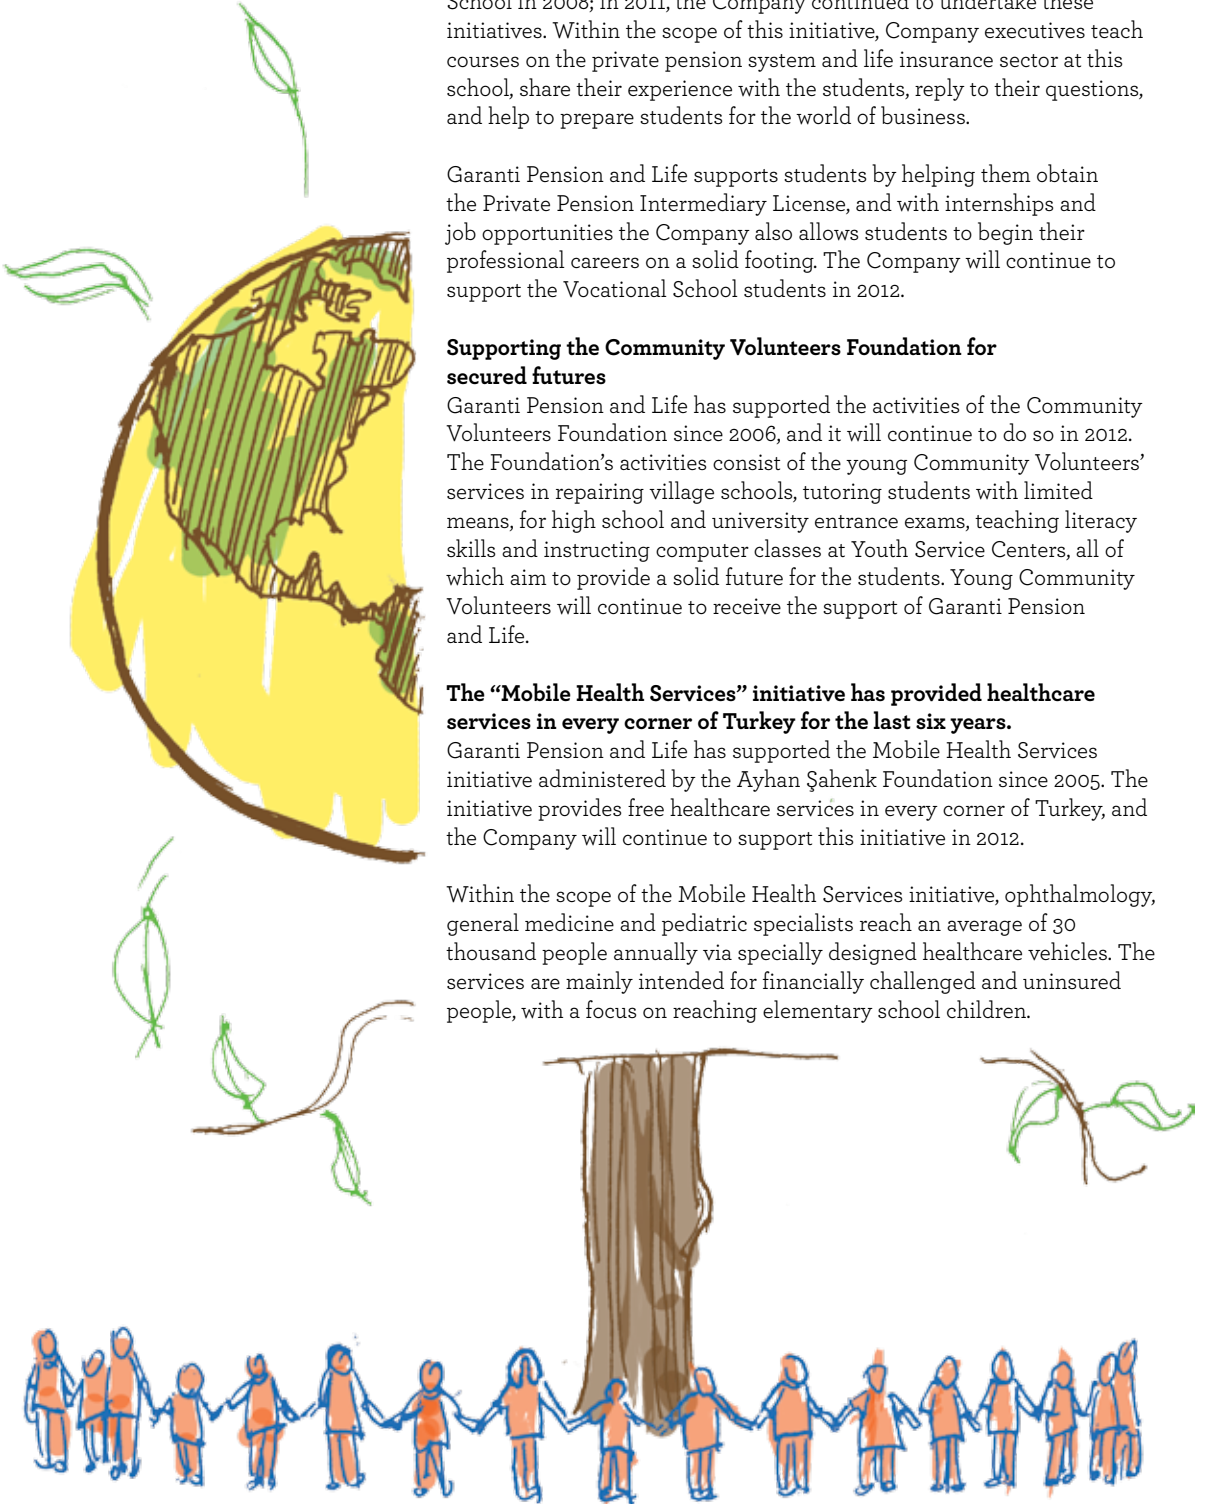 School in 2008; in 2011, the Company continued to undertake these
initiatives. Within the scope of this initiative, Company executives teach
courses on the private pension system and life insurance sector at this
school, share their experience with the students, reply to their questions,
and help to prepare students for the world of business.
Garanti Pension and Life supports students by helping them obtain
the Private Pension Intermediary License, and with internships and
job opportunities the Company also allows students to begin their
professional careers on a solid footing. The Company will continue to
support the Vocational School students in 2012.
Supporting the Community Volunteers Foundation for
secured futures
Garanti Pension and Life has supported the activities of the Community
Volunteers Foundation since 2006, and it will continue to do so in 2012.
The Foundation’s activities consist of the young Community Volunteers’
services in repairing village schools, tutoring students with limited
means, for high school and university entrance exams, teaching literacy
skills and instructing computer classes at Youth Service Centers, all of
which aim to provide a solid future for the students. Young Community
Volunteers will continue to receive the support of Garanti Pension
and Life.
The “Mobile Health Services” initiative has provided healthcare
services in every corner of Turkey for the last six years.
Garanti Pension and Life has supported the Mobile Health Services
initiative administered by the Ayhan Şahenk Foundation since 2005. The
initiative provides free healthcare services in every corner of Turkey, and
the Company will continue to support this initiative in 2012.
Within the scope of the Mobile Health Services initiative, ophthalmology,
general medicine and pediatric specialists reach an average of 30
thousand people annually via specially designed healthcare vehicles. The
services are mainly intended for financially challenged and uninsured
people, with a focus on reaching elementary school children.